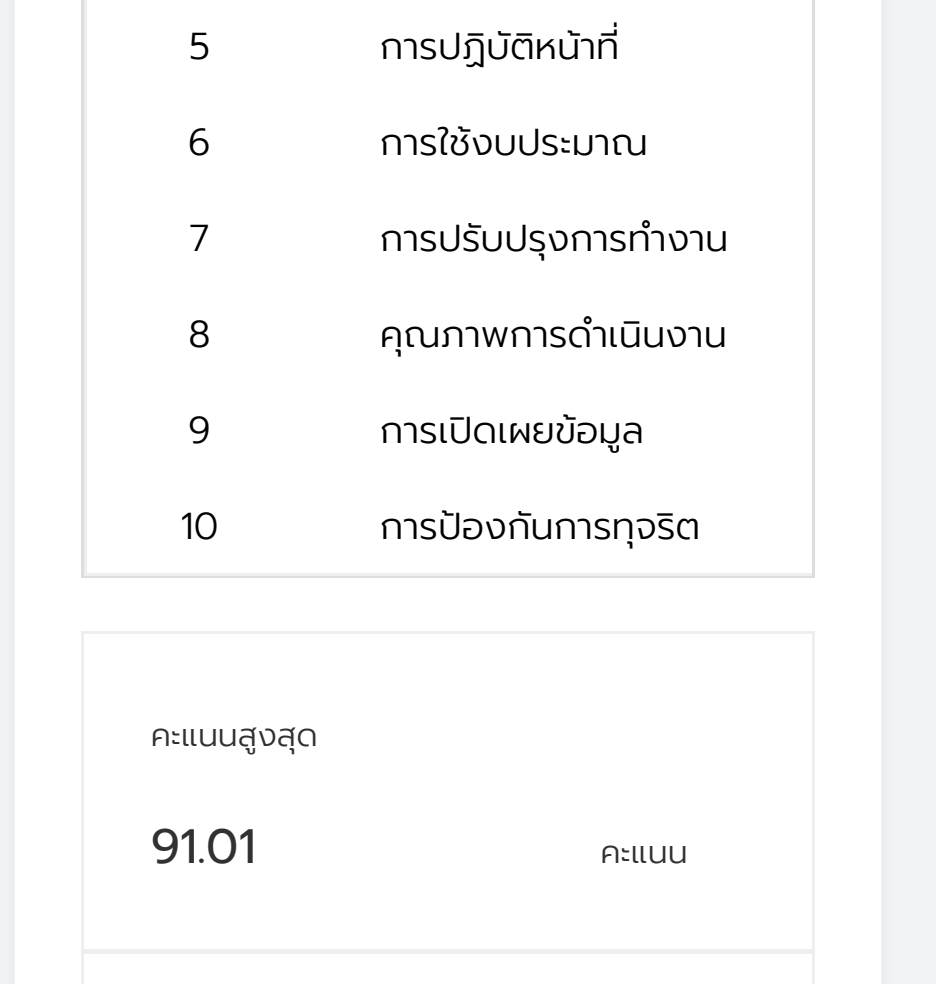 5 การปฏิบัติหน้าที่
6 การใช้งบประมาณ
7 การปรับปรุงการทำงาน
8 คุณภาพการดำเนินงาน
9 การเปิดเผยข้อมูล
10 การป้องกันการทุจริต
คะแนนสูงสุด
91.01 คะแนน